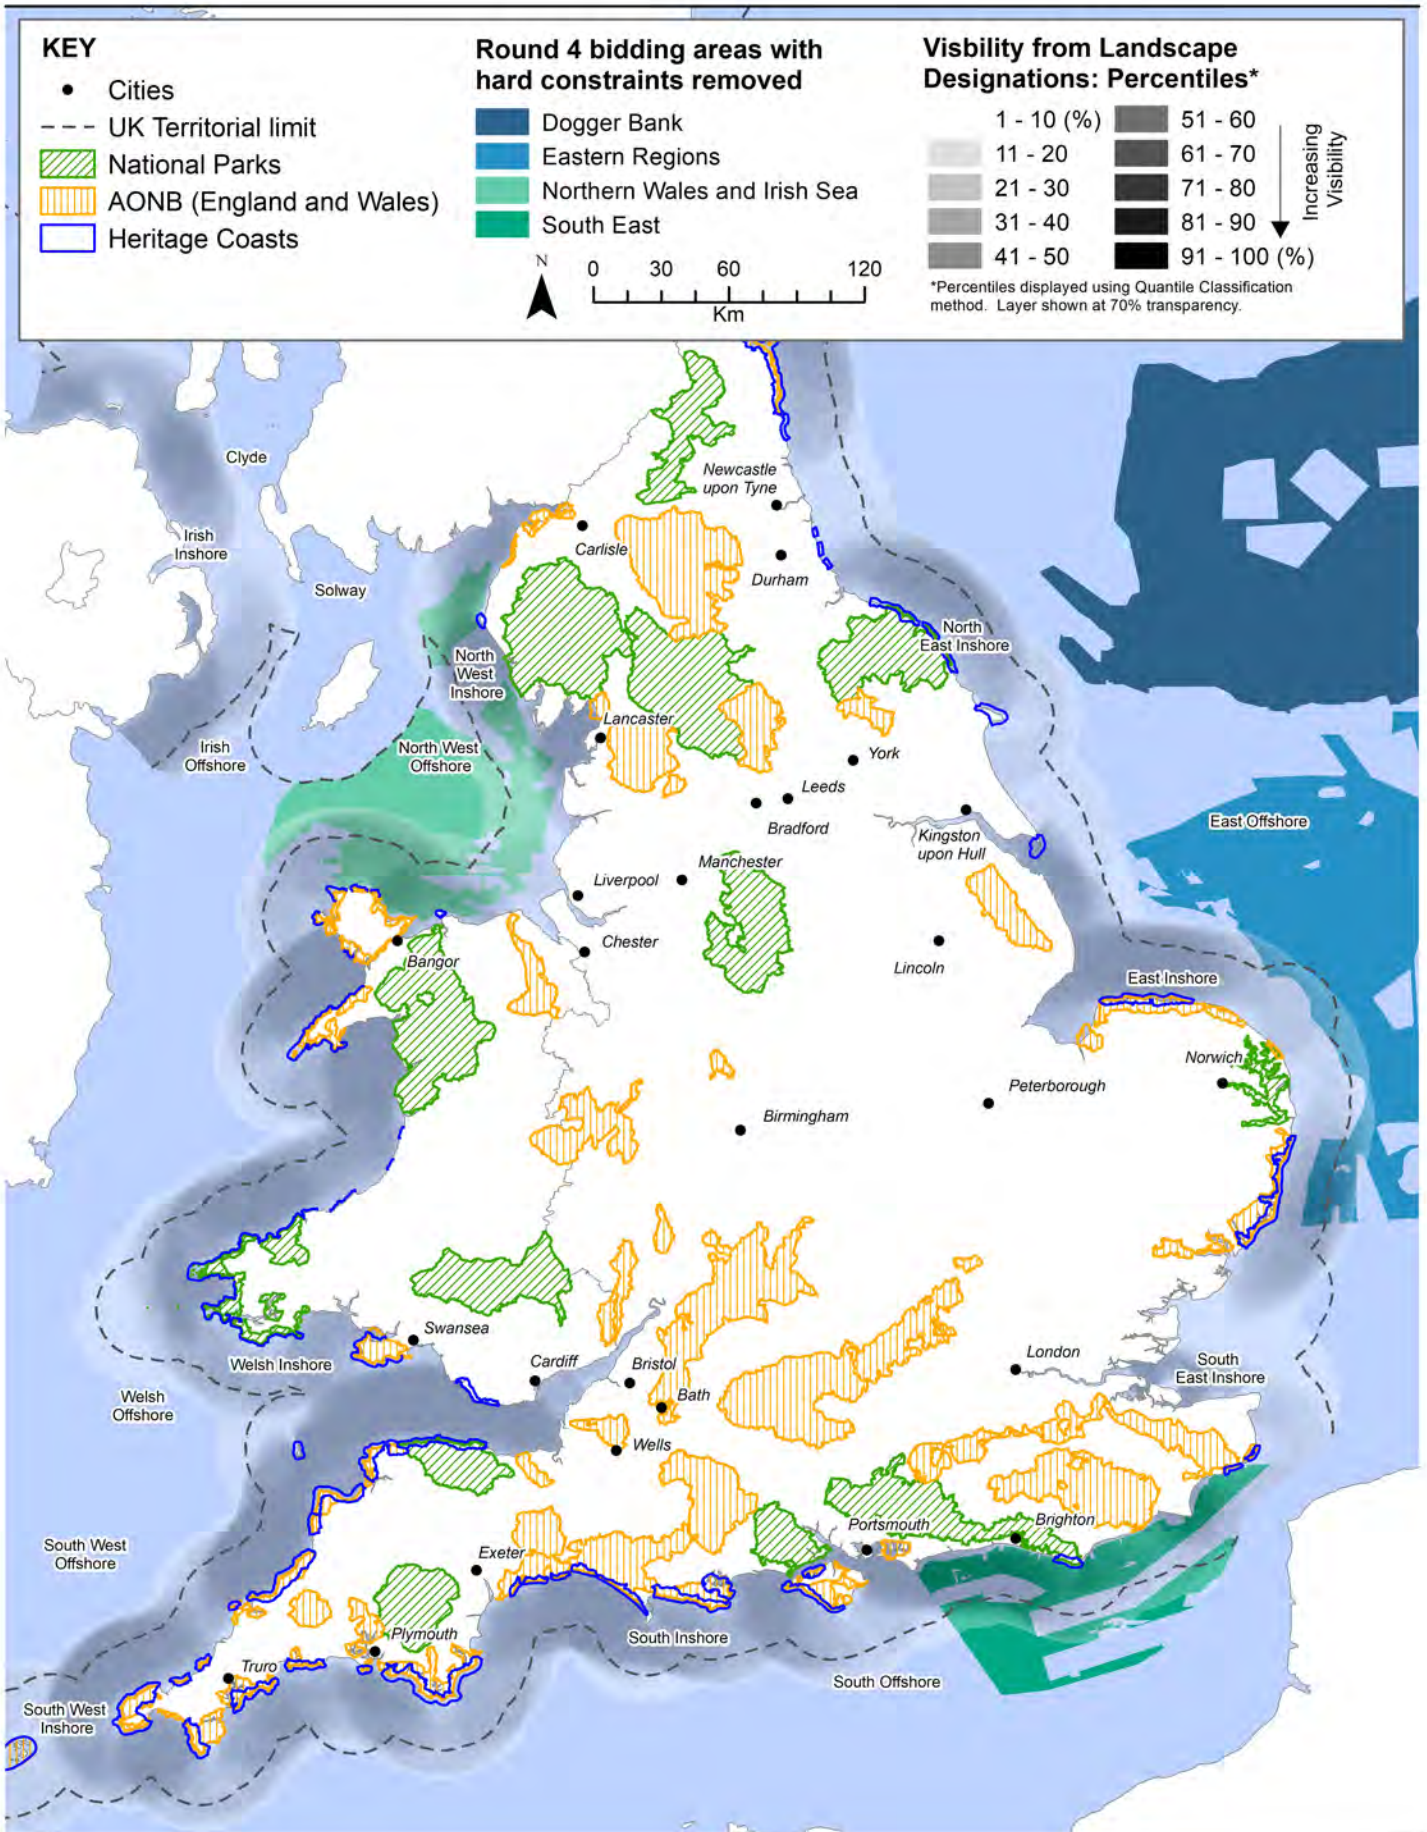 KEY
Cities
UK Territorial limit
National Parks
AONB (England and Wales)
Heritage Coasts
Round 4 bidding areas with
hard constraints removed
Dogger Bank
Eastern Regions
Northern Wales and Irish Sea
South East
N
0 30 60 120
Km
Visbility from Landscape
Designations: Percentiles*
1 - 10 (%)
11 - 20
21 - 30
31 - 40
41 - 50
51 - 60
61 - 70
71 - 80
81 - 90
91 - 100 (%)
Increasing
Visibility
*Percentiles displayed using Quantile Classification
method. Layer shown at 70% transparency.
Clyde
Newcastle
upon Tyne
Irish
Inshore
Carlisle
Durham
Solway
North
East Inshore
North
West
Inshore
Lancaster
Irish
Offshore
North West
Offshore
York
Leeds
Bradford
East Offshore
Kingston
upon Hull
Manchester
Liverpool
Chester
Lincoln
Bangor
East Inshore
Norwich
Peterborough
Birmingham
Swansea
Welsh Inshore
Cardiff
Bristol
London
South
East Inshore
Welsh
Offshore
Bath
Wells
South West
Offshore
Exeter
Portsmouth
Brighton
Plymouth
South Inshore
Truro
South Offshore
South West
Inshore